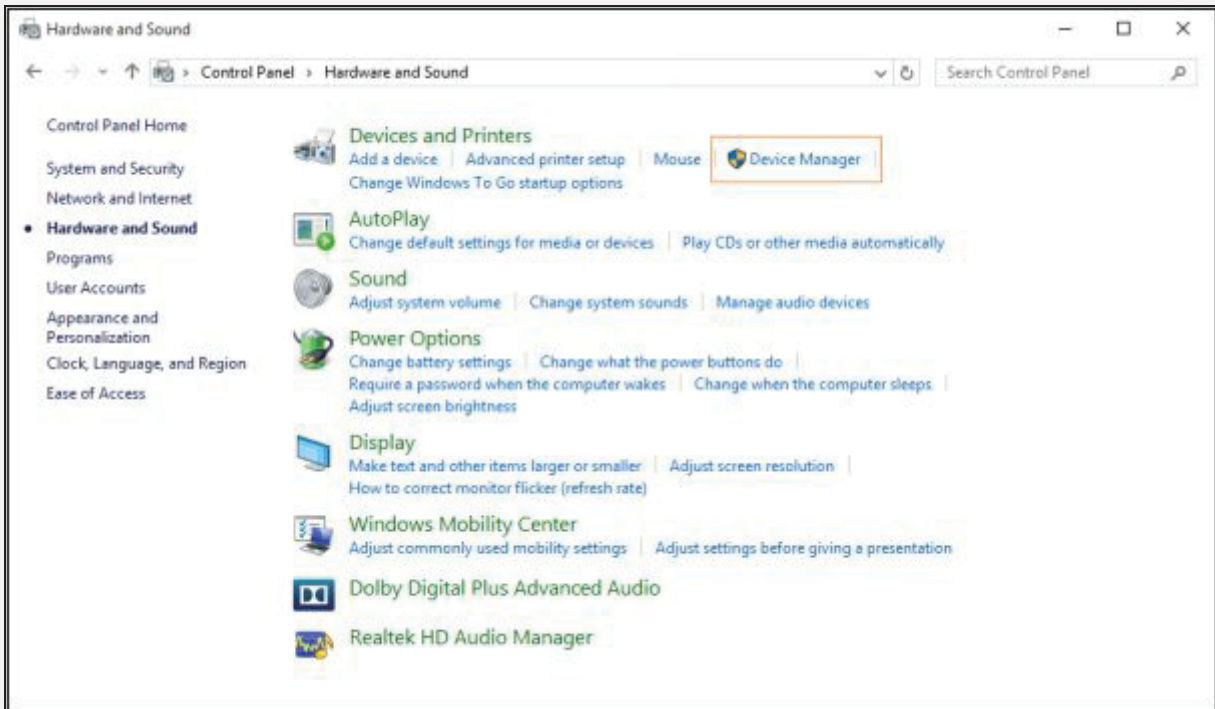 Hardware and Sound
Control Panel > Hardware and Sound
Search Control Panel
Control Panel Home
System and Security
Network and Internet
Hardware and Sound
Programs
User Accounts
Appearance and
Personalization
Clock, Language, and Region
Ease of Access
Devices and Printers
Add a device | Advanced printer setup | Mouse | Device Manager |
Change Windows To Go startup options
AutoPlay
Change default settings for media or devices | Play CDs or other media automatically
Sound
Adjust system volume | Change system sounds | Manage audio devices
Power Options
Change battery settings | Change what the power buttons do |
Require a password when the computer wakes | Change when the computer sleeps |
Adjust screen brightness
Display
Make text and other items larger or smaller | Adjust screen resolution |
How to correct monitor flicker (refresh rate)
Windows Mobility Center
Adjust commonly used mobility settings | Adjust settings before giving a presentation
Dolby Digital Plus Advanced Audio
Realtek HD Audio Manager